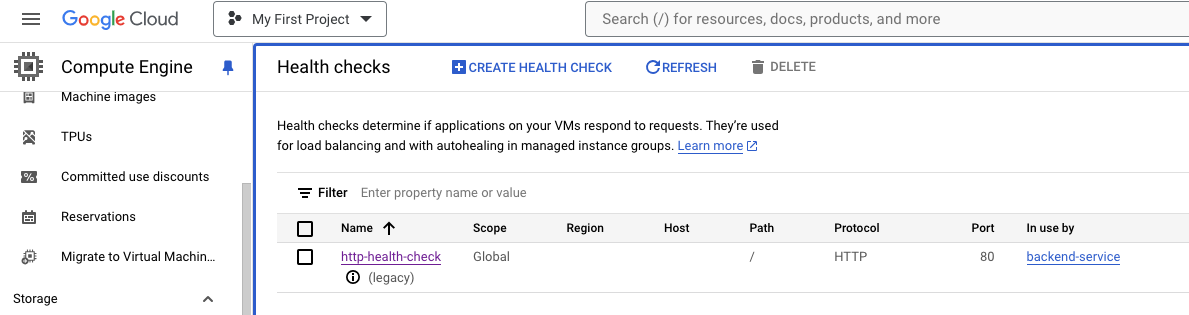 Google Cloud
My First Project
Search (/) for resources, docs, products, and more
Compute Engine
Machine images
TPUs
Committed use discounts
Reservations
Migrate to Virtual Machin...
Storage
Health checks
CREATE HEALTH CHECK
REFRESH
DELETE
Health checks determine if applications on your VMs respond to requests. They're used
for load balancing and with autohealing in managed instance groups. Learn more
Filter Enter property name or value
Name Scope Region Host Path Protocol Port In use by
http-health-check Global / HTTP 80 backend-service
(legacy)